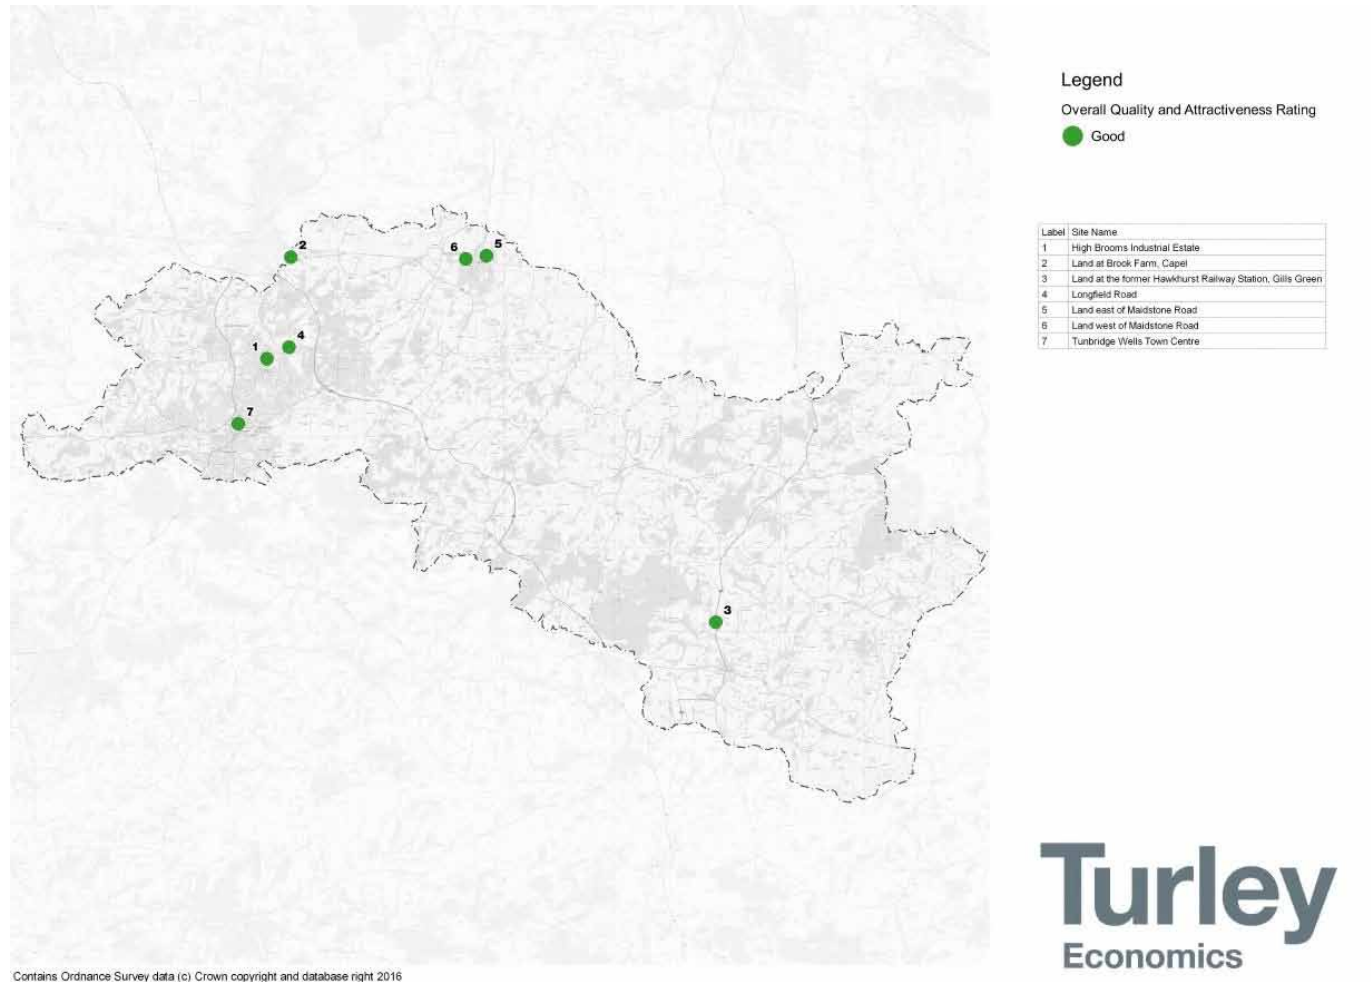 Legend
Overall Quality and Attractiveness Rating
Good
2
6
5
4
1
7
3
Label Site Name
1 High Brooms Industrial Estate
2 Land at Brook Farm, Capel
3 Land at the former Hawkhurst Railway Station, Gills Green
4 Longfield Road
5 Land east of Maidstone Road
6 Land west of Maidstone Road
7 Tunbridge Wells Town Centre
Turley
Economics
Contains Ordnance Survey data (c) Crown copyright and database right 2016